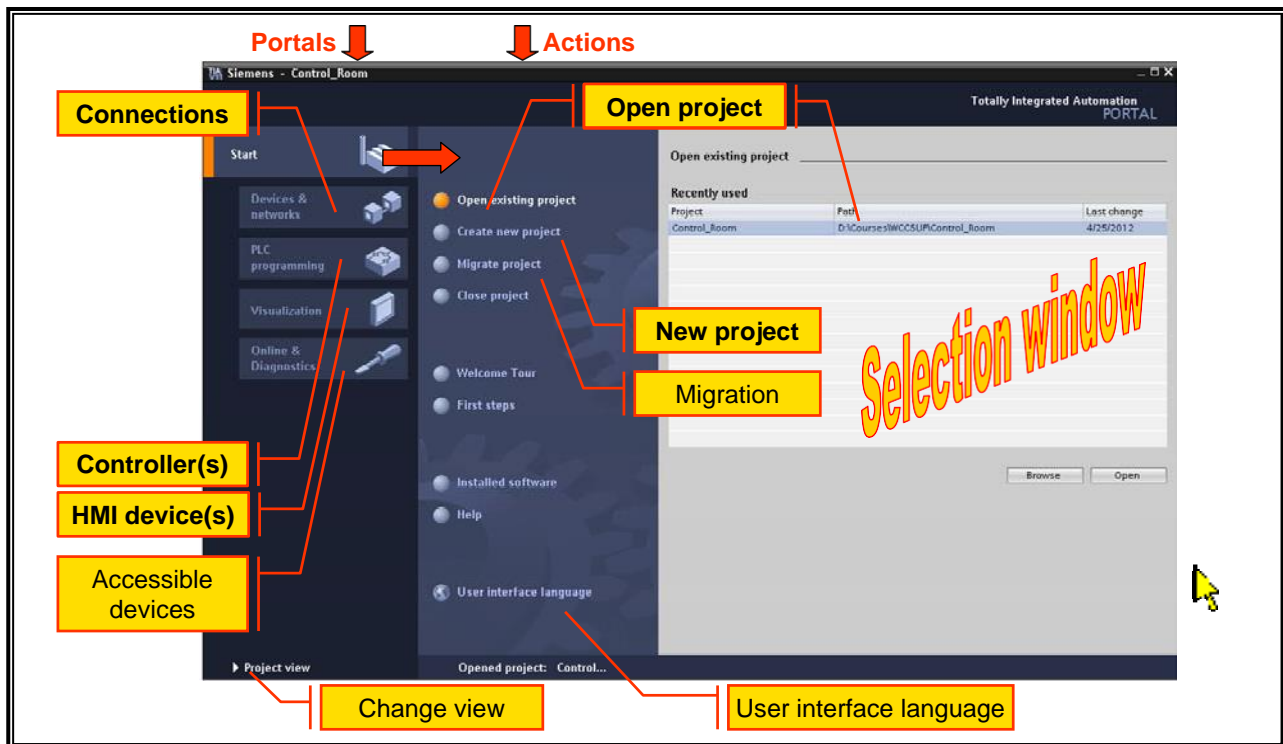 Portals
Actions
Siemens - Control_Room
Totally Integrated Automation
PORTAL
Connections
Open project
Start
Open existing project
Devices &
networks
Open existing project
Recently used
Project Path Last change
Control_Room D:\Courses\WCCSUP\Control_Room 4/25/2012
Create new project
PLC
programming
Migrate project
Close project
Visualization
New project
Selection window
Online &
Diagnostics
Welcome Tour
Migration
First steps
Controller(s)
Browse Open
Installed software
HMI device(s)
Help
Accessible
devices
User interface language
Project view
Opened project: Control...
Change view
User interface language